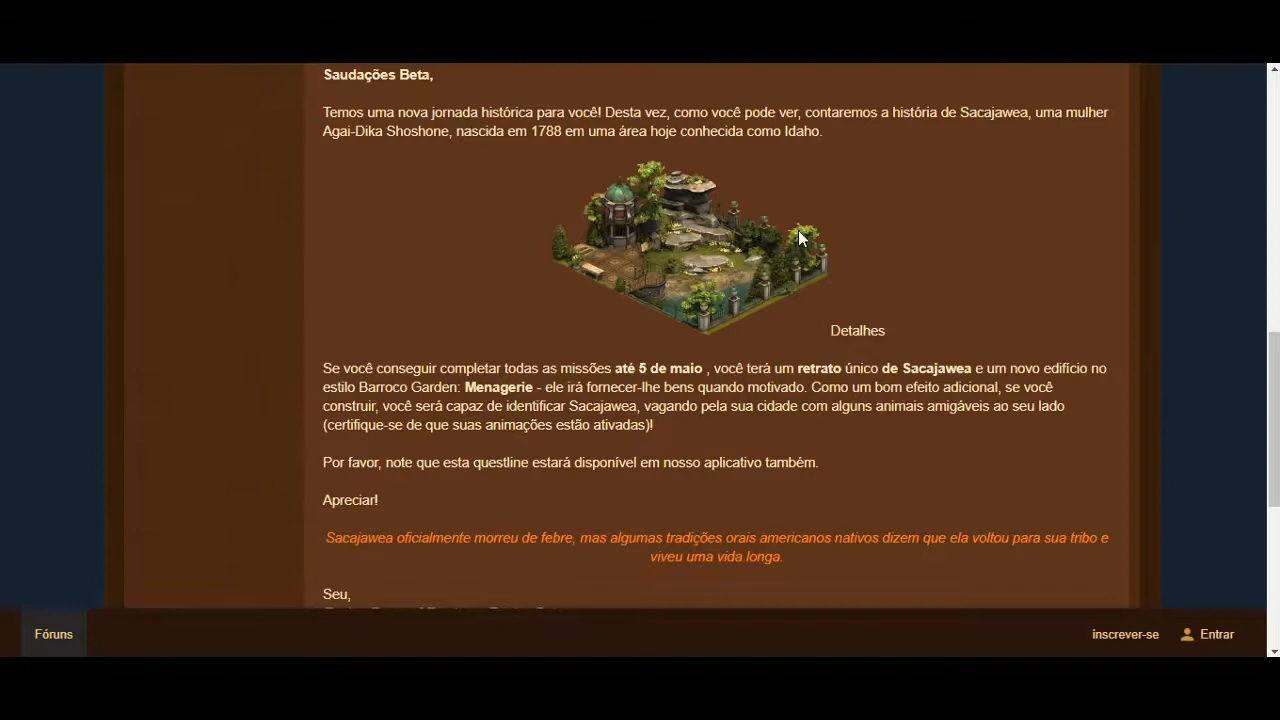 Saudações Beta,
Temos uma nova jornada histórica para você! Desta vez, como você pode ver, contaremos a história de Sacajawea, uma mulher
Agai-Dika Shoshone, nascida em 1788 em uma área hoje conhecida como Idaho.
Detalhes
Se você conseguir completar todas as missões até 5 de maio , você terá um retrato único de Sacajawea e um novo edifício no
estilo Barroco Garden: Menagerie - ele irá fornecer-lhe bens quando motivado. Como um bom efeito adicional, se você
construir, você será capaz de identificar Sacajawea, vagando pela sua cidade com alguns animais amigáveis ao seu lado
(certifique-se de que suas animações estão ativadas)!
Por favor, note que esta questline estará disponível em nosso aplicativo também.
Apreciar!
Sacajawea oficialmente morreu de febre, mas algumas tradições orais americanos nativos dizem que ela voltou para sua tribo e
viveu uma vida longa.
Seu,
Fóruns
inscrever-se
Entrar